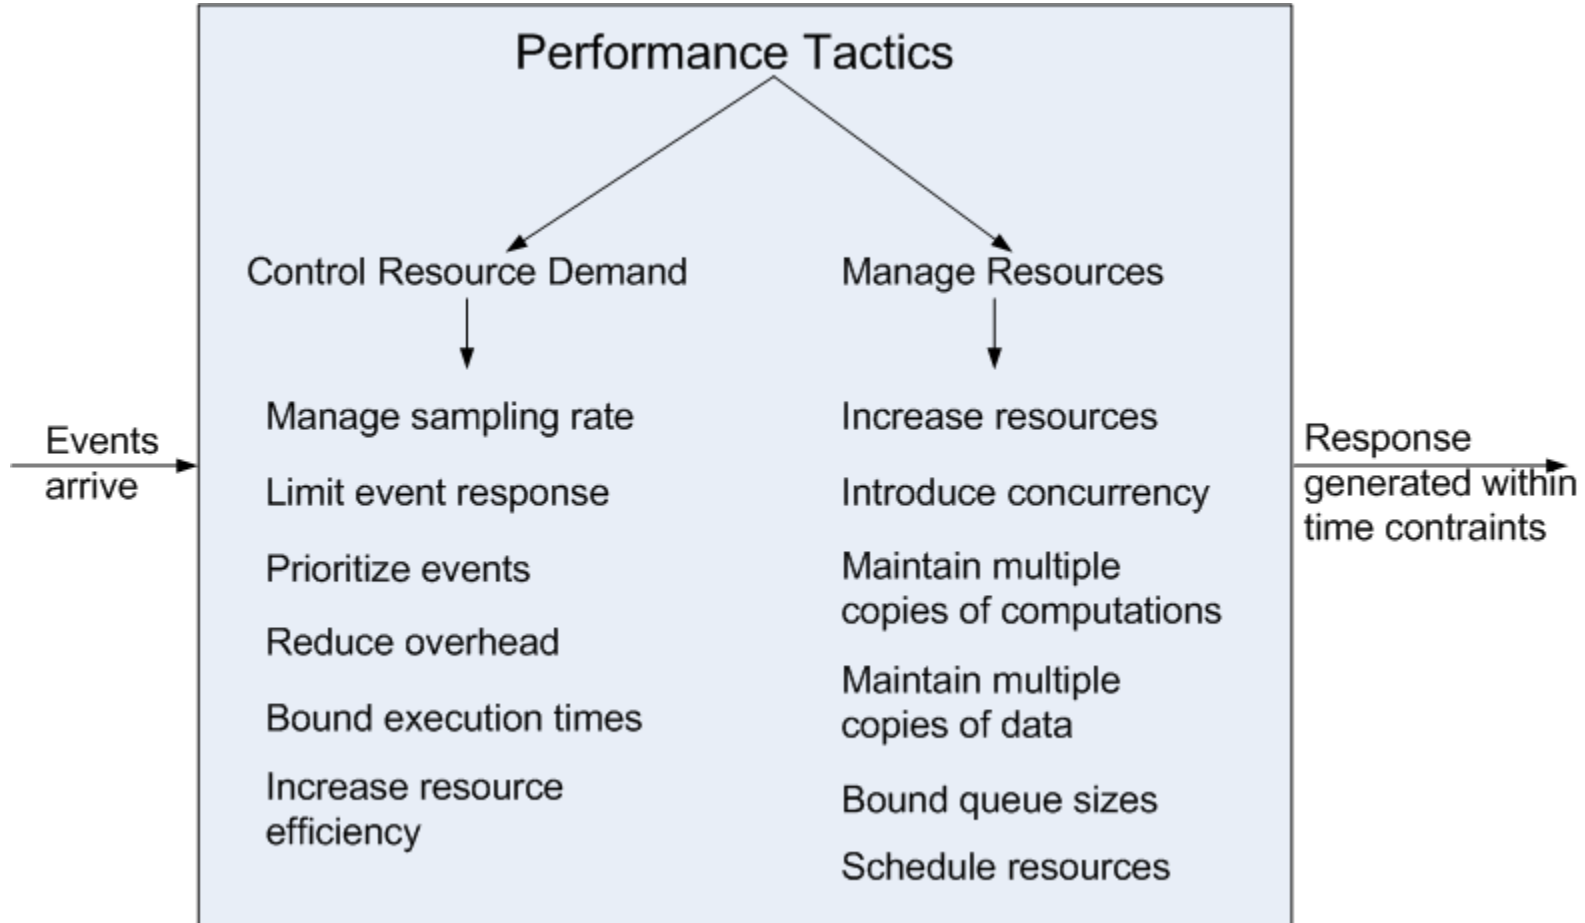 Performance Tactics
Control Resource Demand
Manage sampling rate
Limit event response
Prioritize events
Reduce overhead
Bound execution times
Increase resource
efficiency
Manage Resources
Increase resources
Introduce concurrency
Maintain multiple
copies of computations
Maintain multiple
copies of data
Bound queue sizes
Schedule resources
Events
arrive
Response
generated within
time contraints